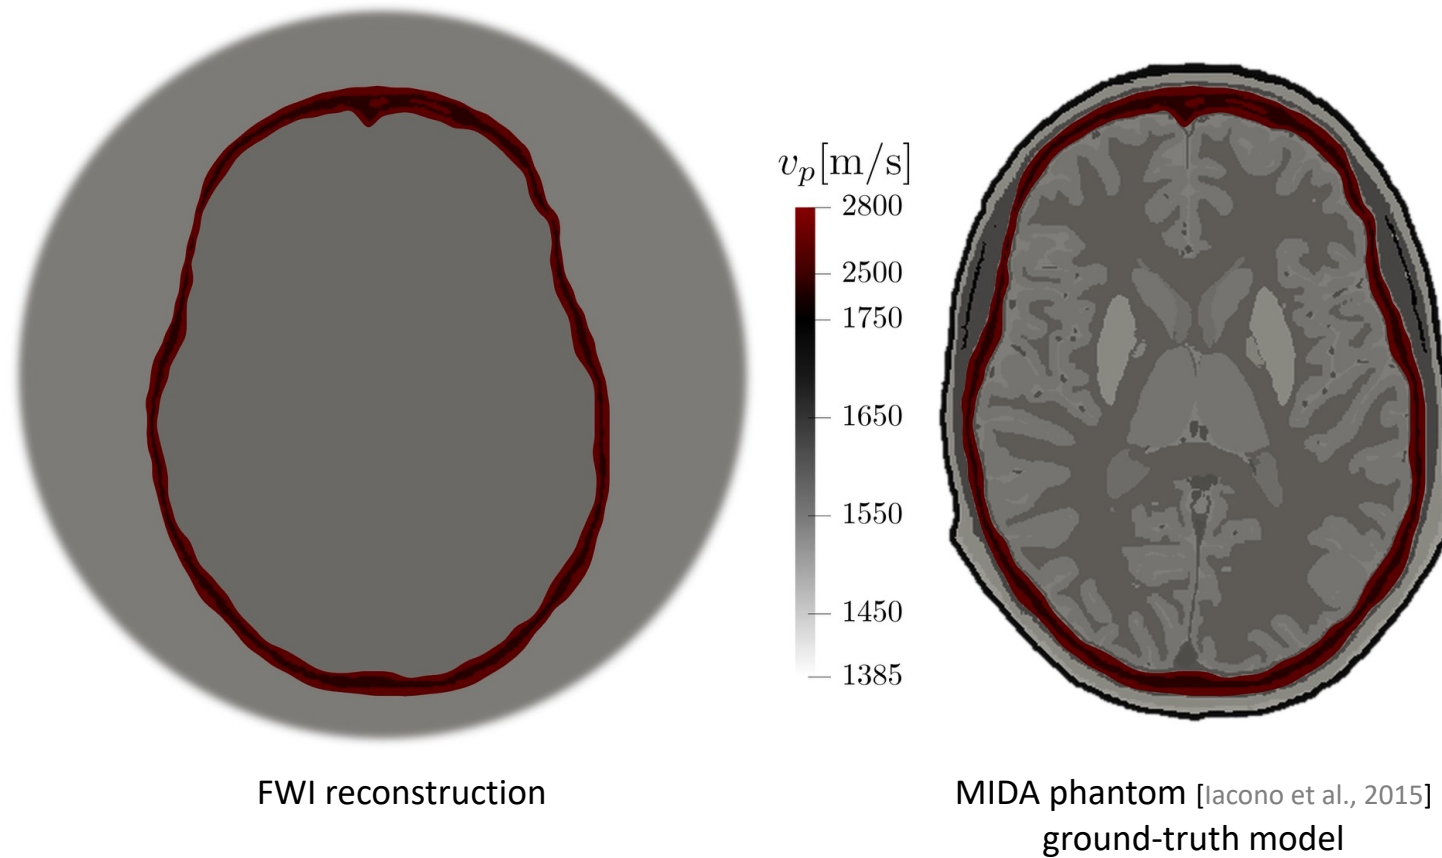 v_p[m/s]
2800
2500
1750
1650
1550
1450
1385
FWI reconstruction
MIDA phantom [Iacono et al., 2015]
ground-truth model